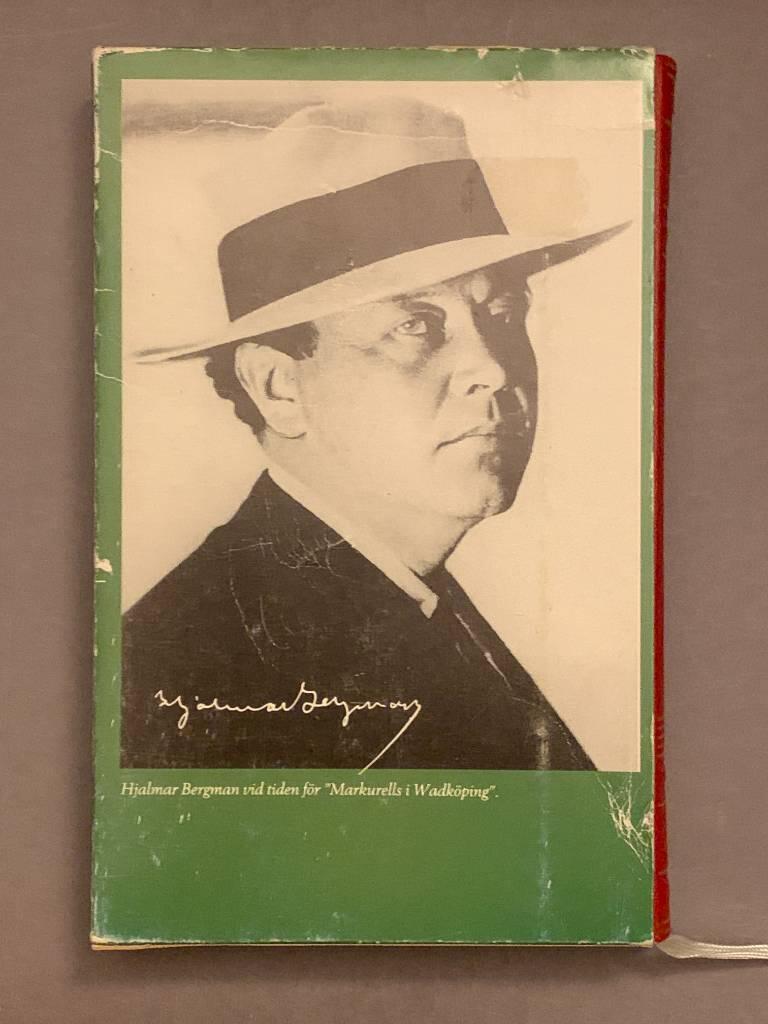 Hjalmar Bergman
Hjalmar Bergman vid tiden för "Markurells i Wadköping".